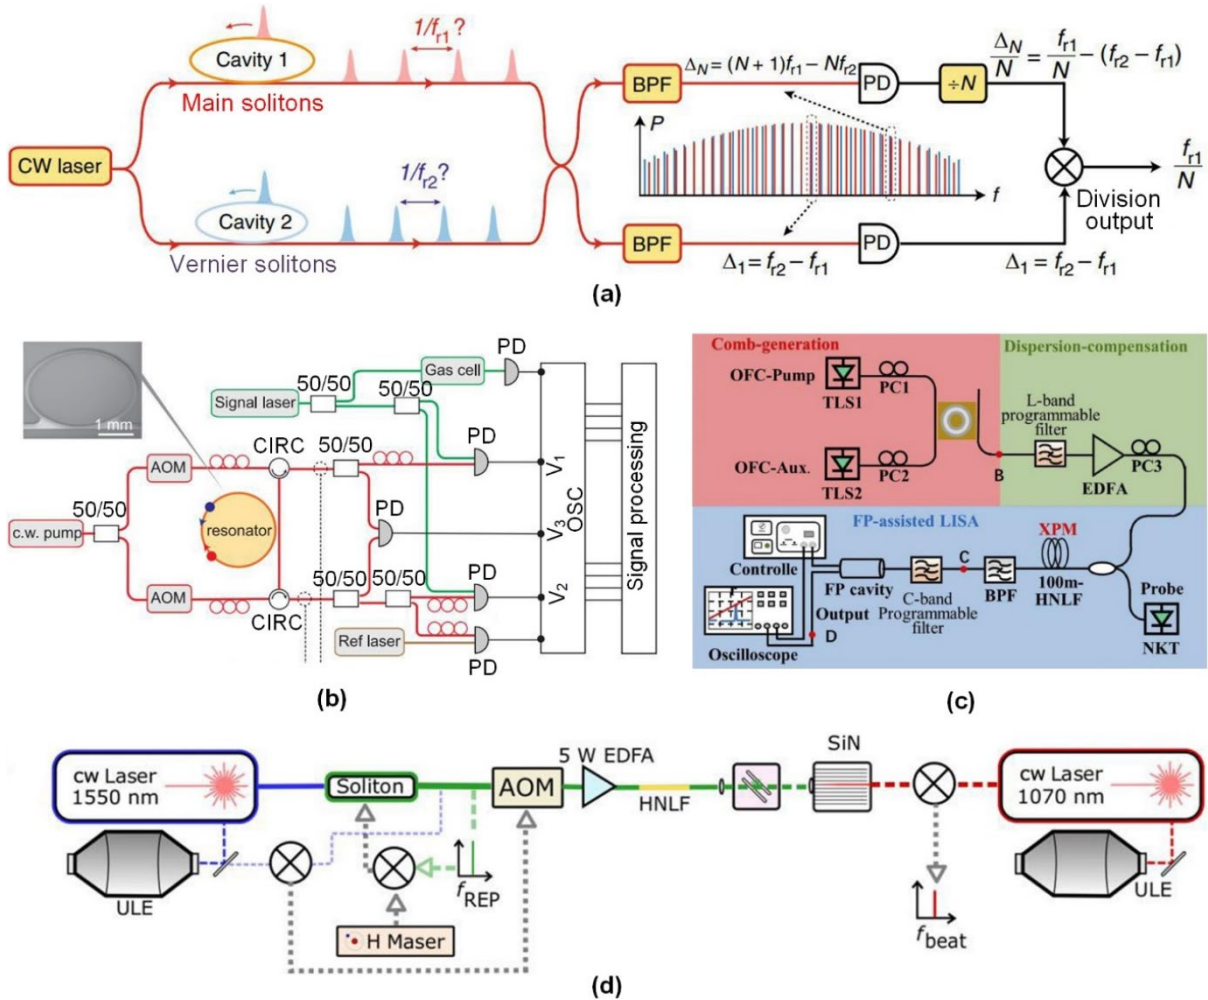 1/f_r1?
Cavity 1
Main solitons
CW laser
1/f_r2?
Cavity 2
Vernier solitons
BPF
Δ_N = (N + 1)f_r1 − Nf_r2
PD
÷N
Δ_N/N = f_r1/N − (f_r2 − f_r1)
P
f
f_r1/N
Division
output
BPF
Δ_1 = f_r2 − f_r1
PD
Δ_1 = f_r2 − f_r1
(a)
1 mm
Signal laser
50/50
50/50
Gas cell
PD
CIRC
50/50
PD
V_1
AOM
50/50
c.w. pump
resonator
PD
V_3
OSC
Signal processing
AOM
CIRC
50/50
50/50
PD
V_2
Ref laser
PD
(b)
Comb-generation
Dispersion-compensation
OFC-Pump
TLS1
PC1
L-band
programmable
filter
OFC-Aux.
TLS2
PC2
B
EDFA
PC3
FP-assisted LISA
XPM
Controlle
FP cavity
C
BPF
100m-
HNLF
Probe
Output
C-band
Programmable
filter
D
Oscilloscope
NKT
(c)
cw Laser
1550 nm
ULE
Soliton
f_REP
H Maser
AOM
5 W EDFA
HNLF
SiN
f_beat
cw Laser
1070 nm
ULE
(d)